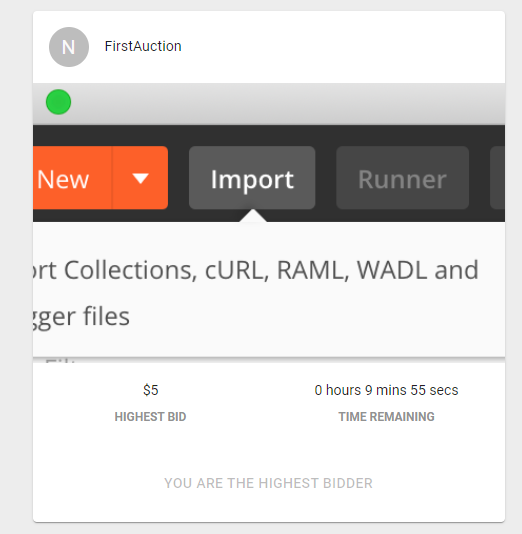 N FirstAuction
New Import Runner
ort Collections, cURL, RAML, WADL and
gger files
$5 0 hours 9 mins 55 secs
HIGHEST BID TIME REMAINING
YOU ARE THE HIGHEST BIDDER